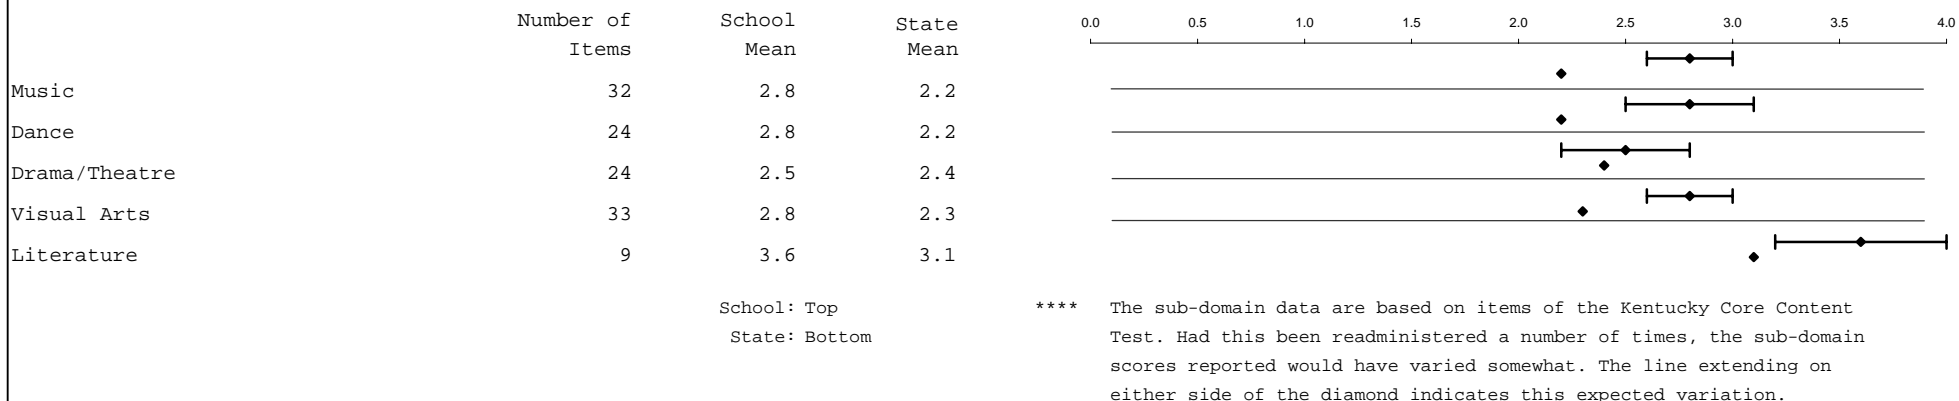 Number of School State 0.0 0.5 1.0 1.5 2.0 2.5 3.0 3.5 4.0
Items Mean Mean
Music 32 2.8 2.2
Dance 24 2.8 2.2
Drama/Theatre 24 2.5 2.4
Visual Arts 33 2.8 2.3
Literature 9 3.6 3.1
School: Top **** The sub-domain data are based on items of the Kentucky Core Content
State: Bottom Test. Had this been readministered a number of times, the sub-domain
scores reported would have varied somewhat. The line extending on
either side of the diamond indicates this expected variation.